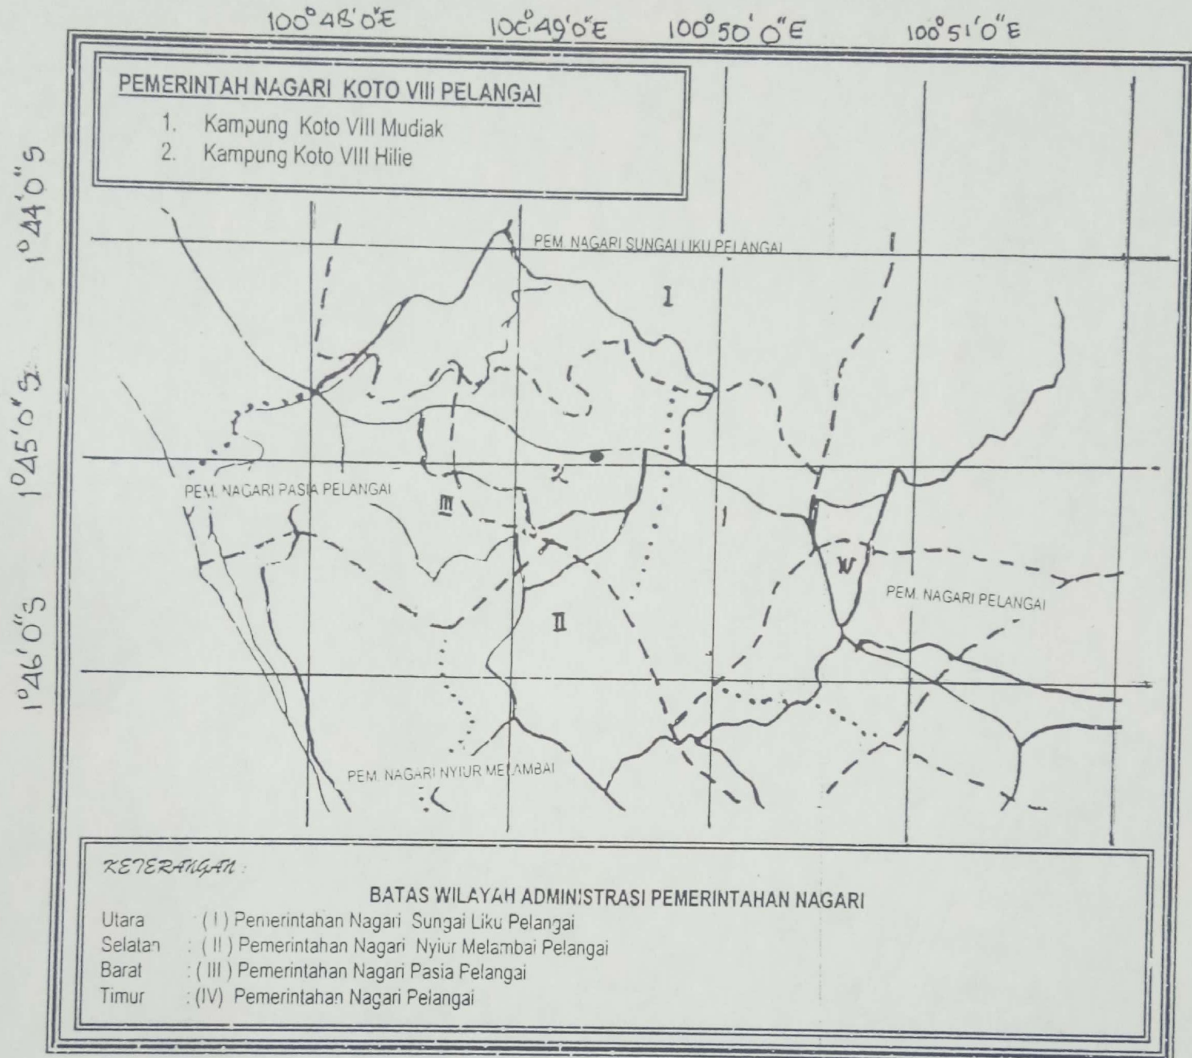 100°48'0"E 100°49'0"E 100°50'0"E 100°51'0"E
PEMERINTAH NAGARI KOTO VIII PELANGAI
1. Kampung Koto VIII Mudiak
2. Kampung Koto VIII Hilie
1°44'0"S
PEM. NAGARI SUNGAI LIKU PELANGAI
I
1°45'0"S
2
PEM. NAGARI PASIA PELANGAI
III
1
IV
PEM. NAGARI PELANGAI
II
1°46'0"S
PEM. NAGARI NYIUR MELAMBAI
KETERANGAN :
BATAS WILAYAH ADMINISTRASI PEMERINTAHAN NAGARI
Utara : ( I ) Pemerintahan Nagari Sungai Liku Pelangai
Selatan : ( II ) Pemerintahan Nagari Nyiur Melambai Pelangai
Barat : ( III ) Pemerintahan Nagari Pasia Pelangai
Timur : (IV) Pemerintahan Nagari Pelangai